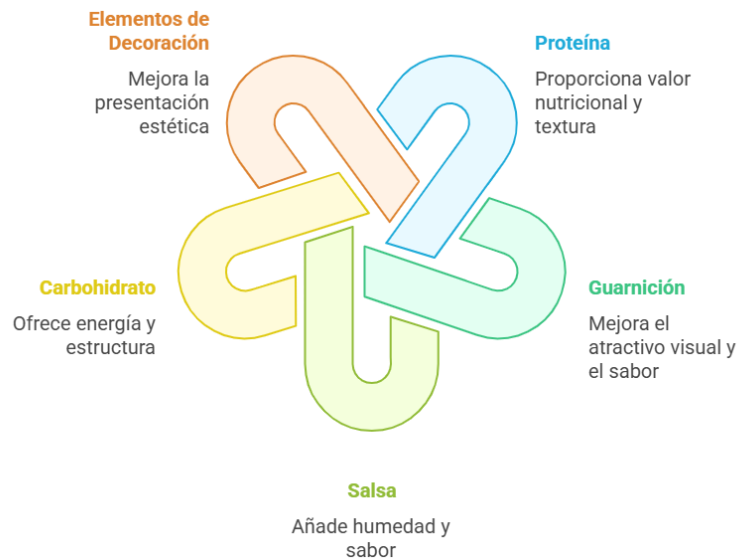 Elementos de
Decoración
Mejora la
presentación
estética
Proteína
Proporciona valor
nutricional y
textura
Carbohidrato
Ofrece energía y
estructura
Guarnición
Mejora el
atractivo visual y
el sabor
Salsa
Añade humedad y
sabor